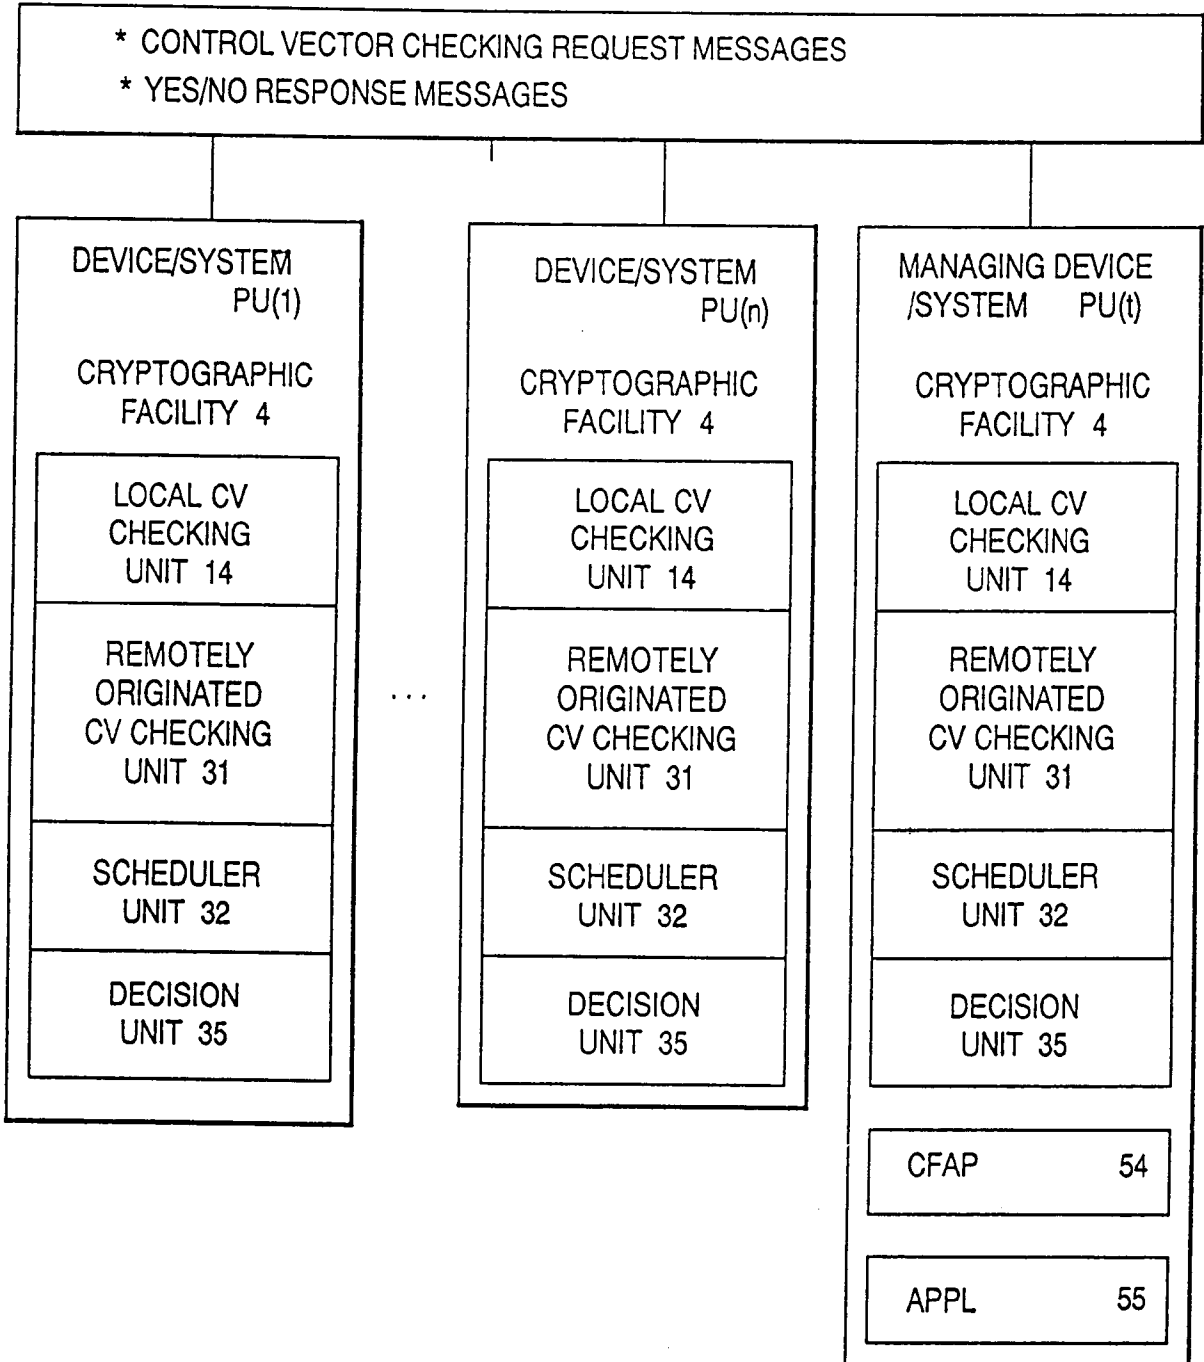 * CONTROL VECTOR CHECKING REQUEST MESSAGES
* YES/NO RESPONSE MESSAGES
DEVICE/SYSTEM
PU(1)
CRYPTOGRAPHIC
FACILITY 4
LOCAL CV
CHECKING
UNIT 14
REMOTELY
ORIGINATED
CV CHECKING
UNIT 31
SCHEDULER
UNIT 32
DECISION
UNIT 35
...
DEVICE/SYSTEM
PU(n)
CRYPTOGRAPHIC
FACILITY 4
LOCAL CV
CHECKING
UNIT 14
REMOTELY
ORIGINATED
CV CHECKING
UNIT 31
SCHEDULER
UNIT 32
DECISION
UNIT 35
MANAGING DEVICE
/SYSTEM PU(t)
CRYPTOGRAPHIC
FACILITY 4
LOCAL CV
CHECKING
UNIT 14
REMOTELY
ORIGINATED
CV CHECKING
UNIT 31
SCHEDULER
UNIT 32
DECISION
UNIT 35
CFAP 54
APPL 55